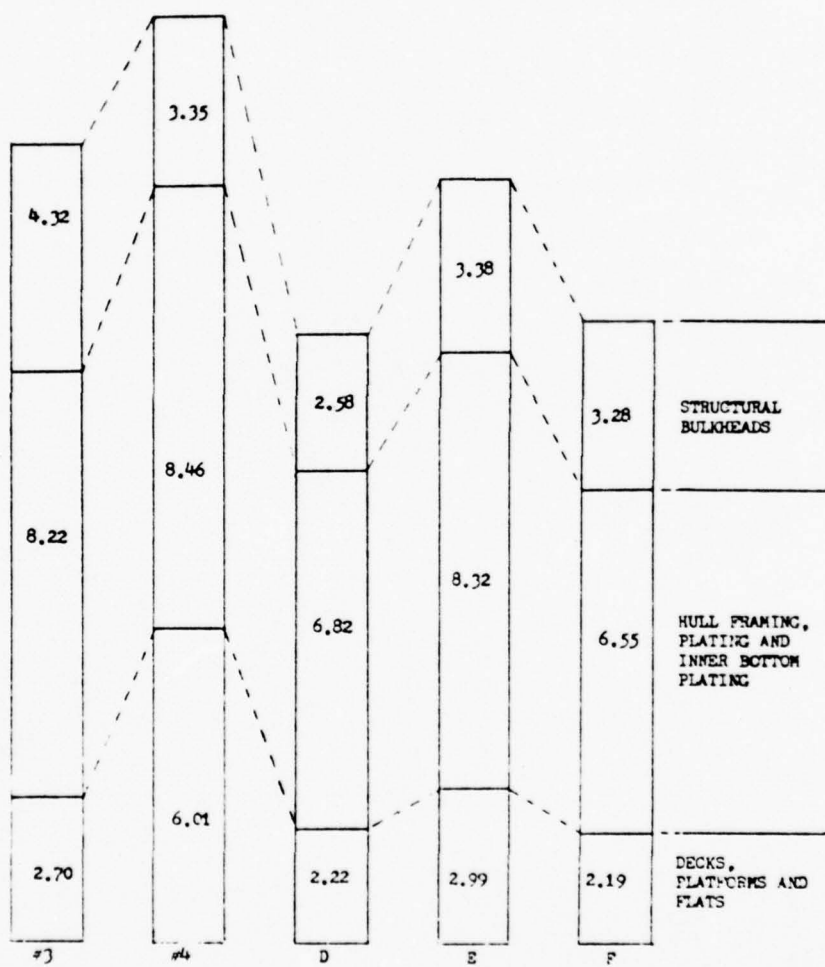 3.35
4.32
3.38
2.58
3.28
STRUCTURAL
BULKHEADS
8.46
8.22
8.32
6.82
6.55
HULL FRAMING,
PLATING AND
INNER BOTTOM
PLATING
6.01
2.70
2.22
2.99
2.19
DECKS,
PLATFORMS AND
FLATS
#3 #4 D E F